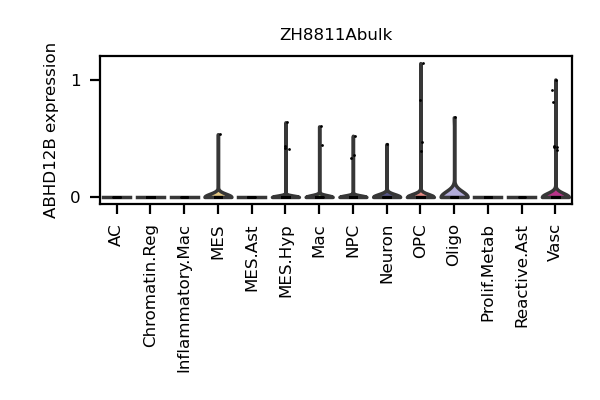 ZH8811Abulk
ABHD12B expression
1
0
AC
Chromatin.Reg
Inflammatory.Mac
MES
MES.Ast
MES.Hyp
Mac
NPC
Neuron
OPC
Oligo
Prolif.Metab
Reactive.Ast
Vasc